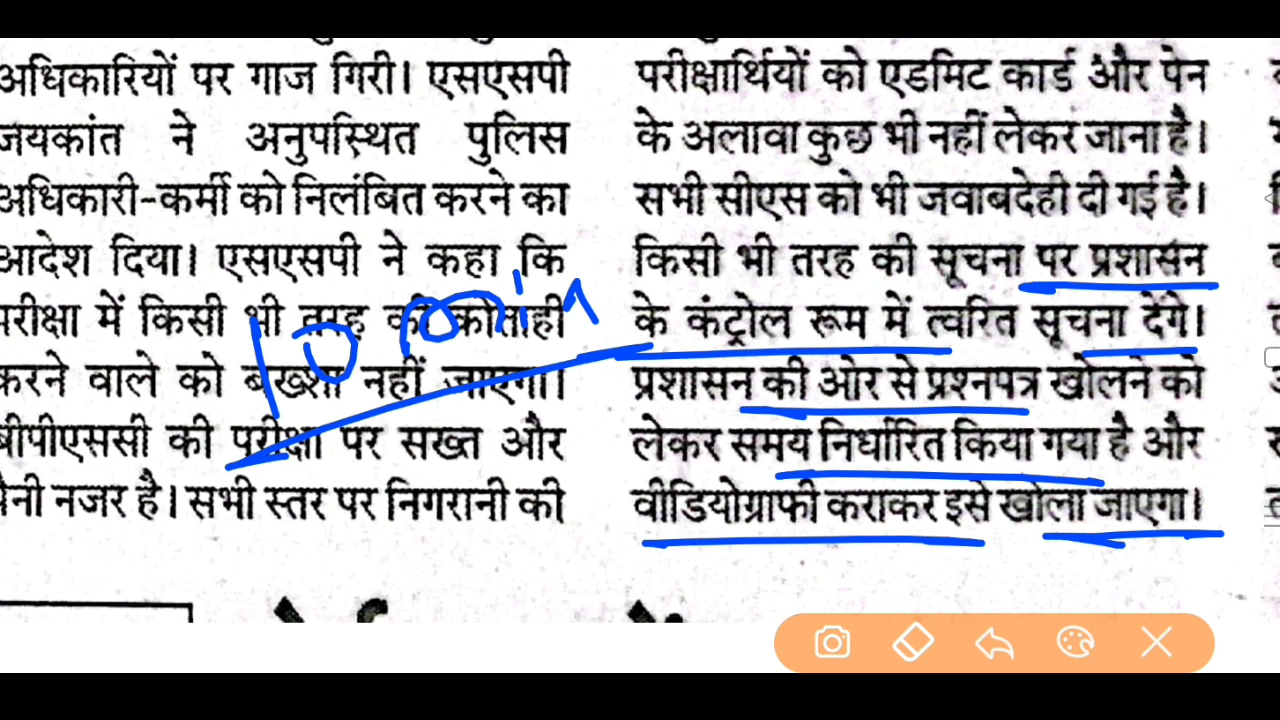 अधिकारियों पर गाज गिरी। एसएसपी
जयकांत ने अनुपस्थित पुलिस
अधिकारी-कर्मी को निलंबित करने का
आदेश दिया। एसएसपी ने कहा कि
परीक्षा में किसी भी तरह की कोताही
करने वाले को बख्शा नहीं जाएगा।
बीपीएससी की परीक्षा पर सख्त और
पैनी नजर है। सभी स्तर पर निगरानी की
10 min
परीक्षार्थियों को एडमिट कार्ड और पेन
के अलावा कुछ भी नहीं लेकर जाना है।
सभी सीएस को भी जवाबदेही दी गई है।
किसी भी तरह की सूचना पर प्रशासन
के कंट्रोल रूम में त्वरित सूचना देंगे।
प्रशासन की ओर से प्रश्नपत्र खोलने को
लेकर समय निर्धारित किया गया है और
वीडियोग्राफी कराकर इसे खोला जाएगा।